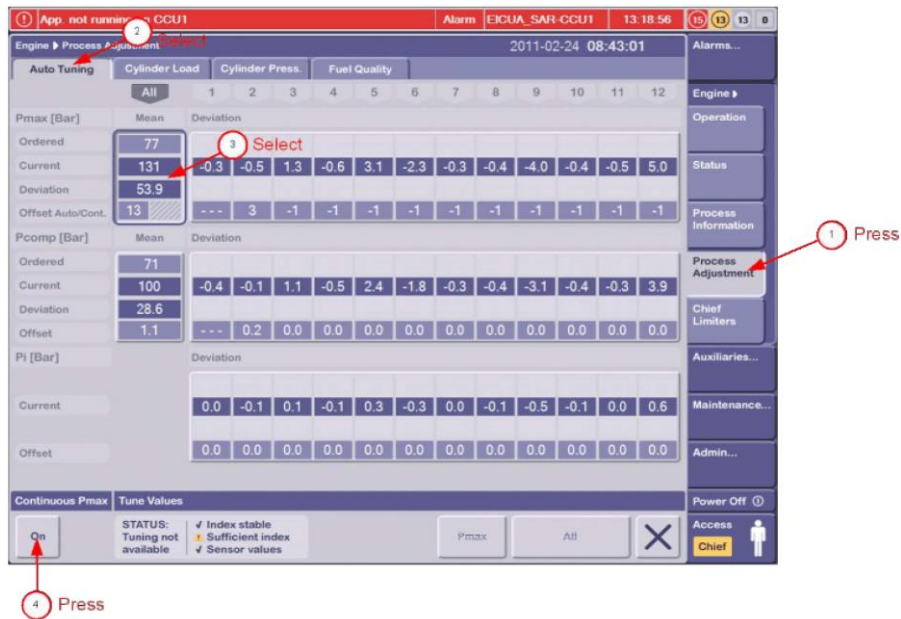 App. not running on CCU1 Alarm EICUA_SAR-CCU1 13:18:56 15 13 13 0
2 Select
Engine Process Adjustment 2011-02-24 08:43:01 Alarms...
Auto Tuning Cylinder Load Cylinder Press. Fuel Quality
All 1 2 3 4 5 6 7 8 9 10 11 12 Engine
Pmax [Bar] Mean Deviation Operation
Ordered 77 3 Select
Current 131 -0.3 -0.5 1.3 -0.6 3.1 -2.3 -0.3 -0.4 -4.0 -0.4 -0.5 5.0 Status
Deviation 53.9
Offset Auto/Cont. 13 --- 3 -1 -1 -1 -1 -1 -1 -1 -1 -1 -1 Process
Information
1 Press
Pcomp [Bar] Mean Deviation
Ordered 71 Process
Adjustment
Current 100 -0.4 -0.1 1.1 -0.5 2.4 -1.8 -0.3 -0.4 -3.1 -0.4 -0.3 3.9
Deviation 28.6 Chief
Limiters
Offset 1.1 --- 0.2 0.0 0.0 0.0 0.0 0.0 0.0 0.0 0.0 0.0 0.0
Pi [Bar] Deviation Auxiliaries...
Current 0.0 -0.1 0.1 -0.1 0.3 -0.3 0.0 -0.1 -0.5 -0.1 0.0 0.6 Maintenance...
Offset 0.0 0.0 0.0 0.0 0.0 0.0 0.0 0.0 0.0 0.0 0.0 0.0 Admin...
Continuous Pmax Tune Values Power Off
On
STATUS:
Tuning not
available
√ Index stable
Sufficient index
√ Sensor values
Pmax All
Access
Chief
4 Press